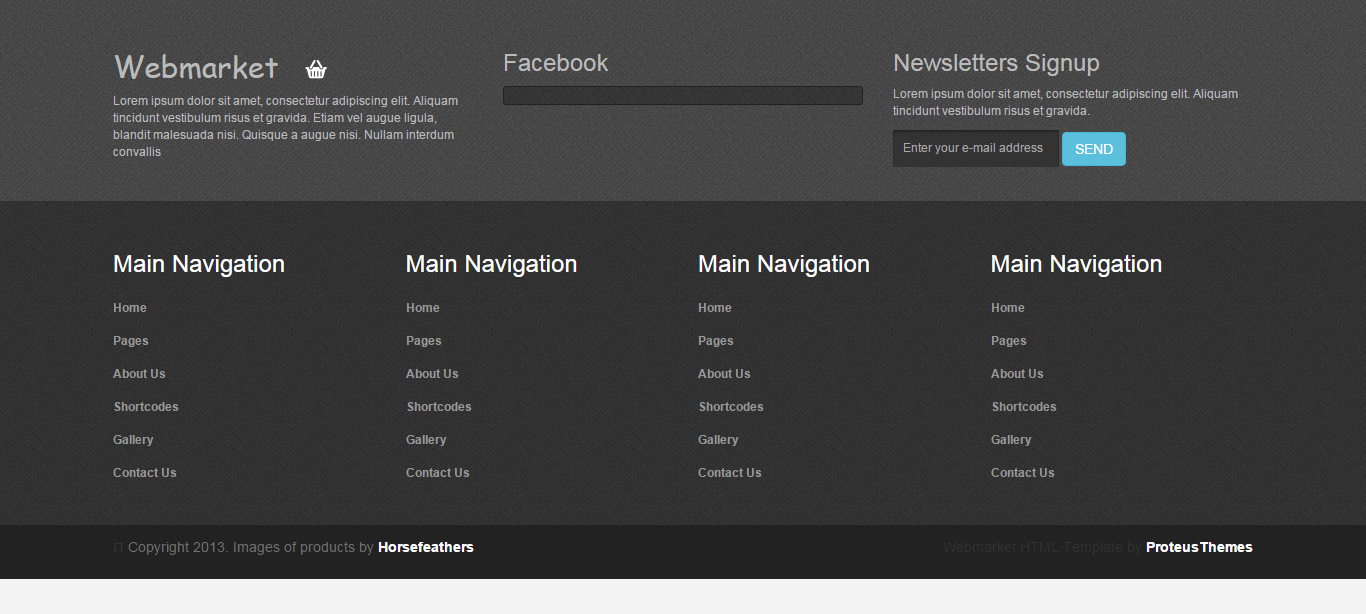 Webmarket
Lorem ipsum dolor sit amet, consectetur adipiscing elit. Aliquam
tincidunt vestibulum risus et gravida. Etiam vel augue ligula,
blandit malesuada nisi. Quisque a augue nisi. Nullam interdum
convallis
Facebook
Newsletters Signup
Lorem ipsum dolor sit amet, consectetur adipiscing elit. Aliquam
tincidunt vestibulum risus et gravida.
Enter your e-mail address
SEND
Main Navigation
Home
Pages
About Us
Shortcodes
Gallery
Contact Us
Main Navigation
Home
Pages
About Us
Shortcodes
Gallery
Contact Us
Main Navigation
Home
Pages
About Us
Shortcodes
Gallery
Contact Us
Main Navigation
Home
Pages
About Us
Shortcodes
Gallery
Contact Us
Copyright 2013. Images of products by Horsefeathers
Webmarket HTML Template by ProteusThemes